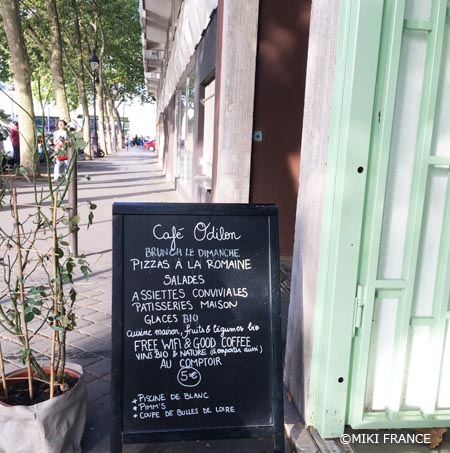 Café Odilon
BRUNCH LE DIMANCHE
PIZZAS À LA ROMAINE
SALADES
ASSIETTES CONVIVIALES
PATISSERIES MAISON
GLACES BIO
Cuisine maison, fruits & légumes bio
FREE WIFI & GOOD COFFEE
VINS BIO & NATURE (à emporter aussi)
AU COMPTOIR
5€
+ PISCINE DE BLANC
+ PIMM'S
+ COUPE DE BULLES DE LOIRE
©MIKI FRANCE